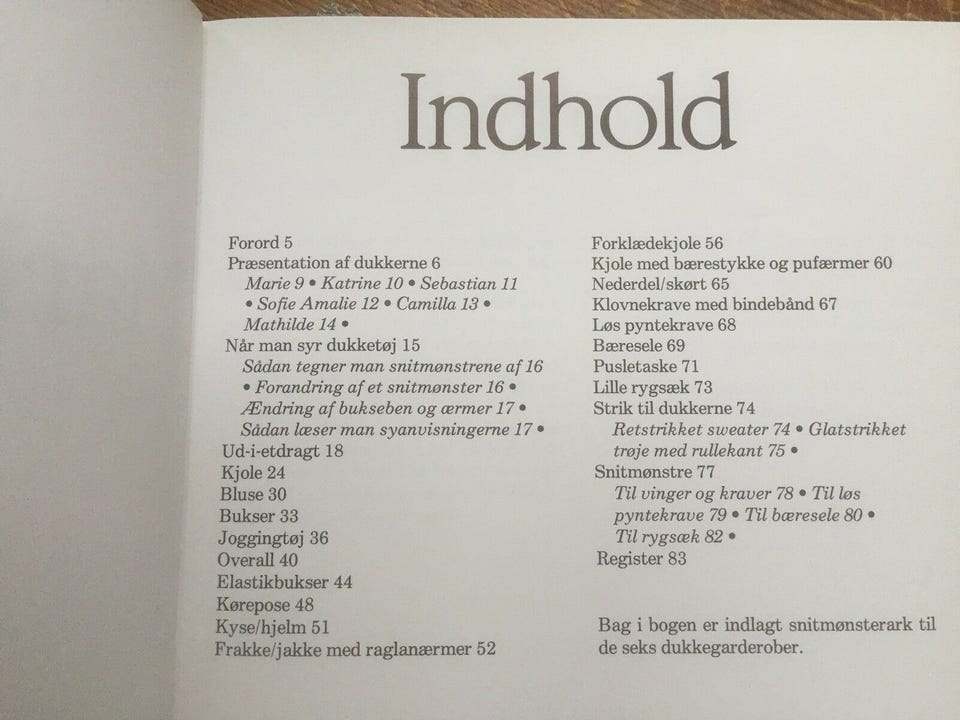 Indhold
Forord 5
Præsentation af dukkerne 6
Marie 9 • Katrine 10 • Sebastian 11
• Sofie Amalie 12 • Camilla 13 •
Mathilde 14 •
Når man syr dukketøj 15
Sådan tegner man snitmønstrene af 16
• Forandring af et snitmønster 16 •
Ændring af bukseben og ærmer 17 •
Sådan læser man syanvisningerne 17 •
Ud-i-etdragt 18
Kjole 24
Bluse 30
Bukser 33
Joggingtøj 36
Overall 40
Elastikbukser 44
Kørepose 48
Kyse/hjelm 51
Frakke/jakke med raglanærmer 52
Forklædekjole 56
Kjole med bærestykke og pufærmer 60
Nederdel/skørt 65
Klovnekrave med bindebånd 67
Løs pyntekrave 68
Bæresele 69
Pusletaske 71
Lille rygsæk 73
Strik til dukkerne 74
Retstrikket sweater 74 • Glatstrikket
trøje med rullekant 75 •
Snitmønstre 77
Til vinger og kraver 78 • Til løs
pyntekrave 79 • Til bæresele 80 •
Til rygsæk 82 •
Register 83
Bag i bogen er indlagt snitmønsterark til
de seks dukkegarderober.